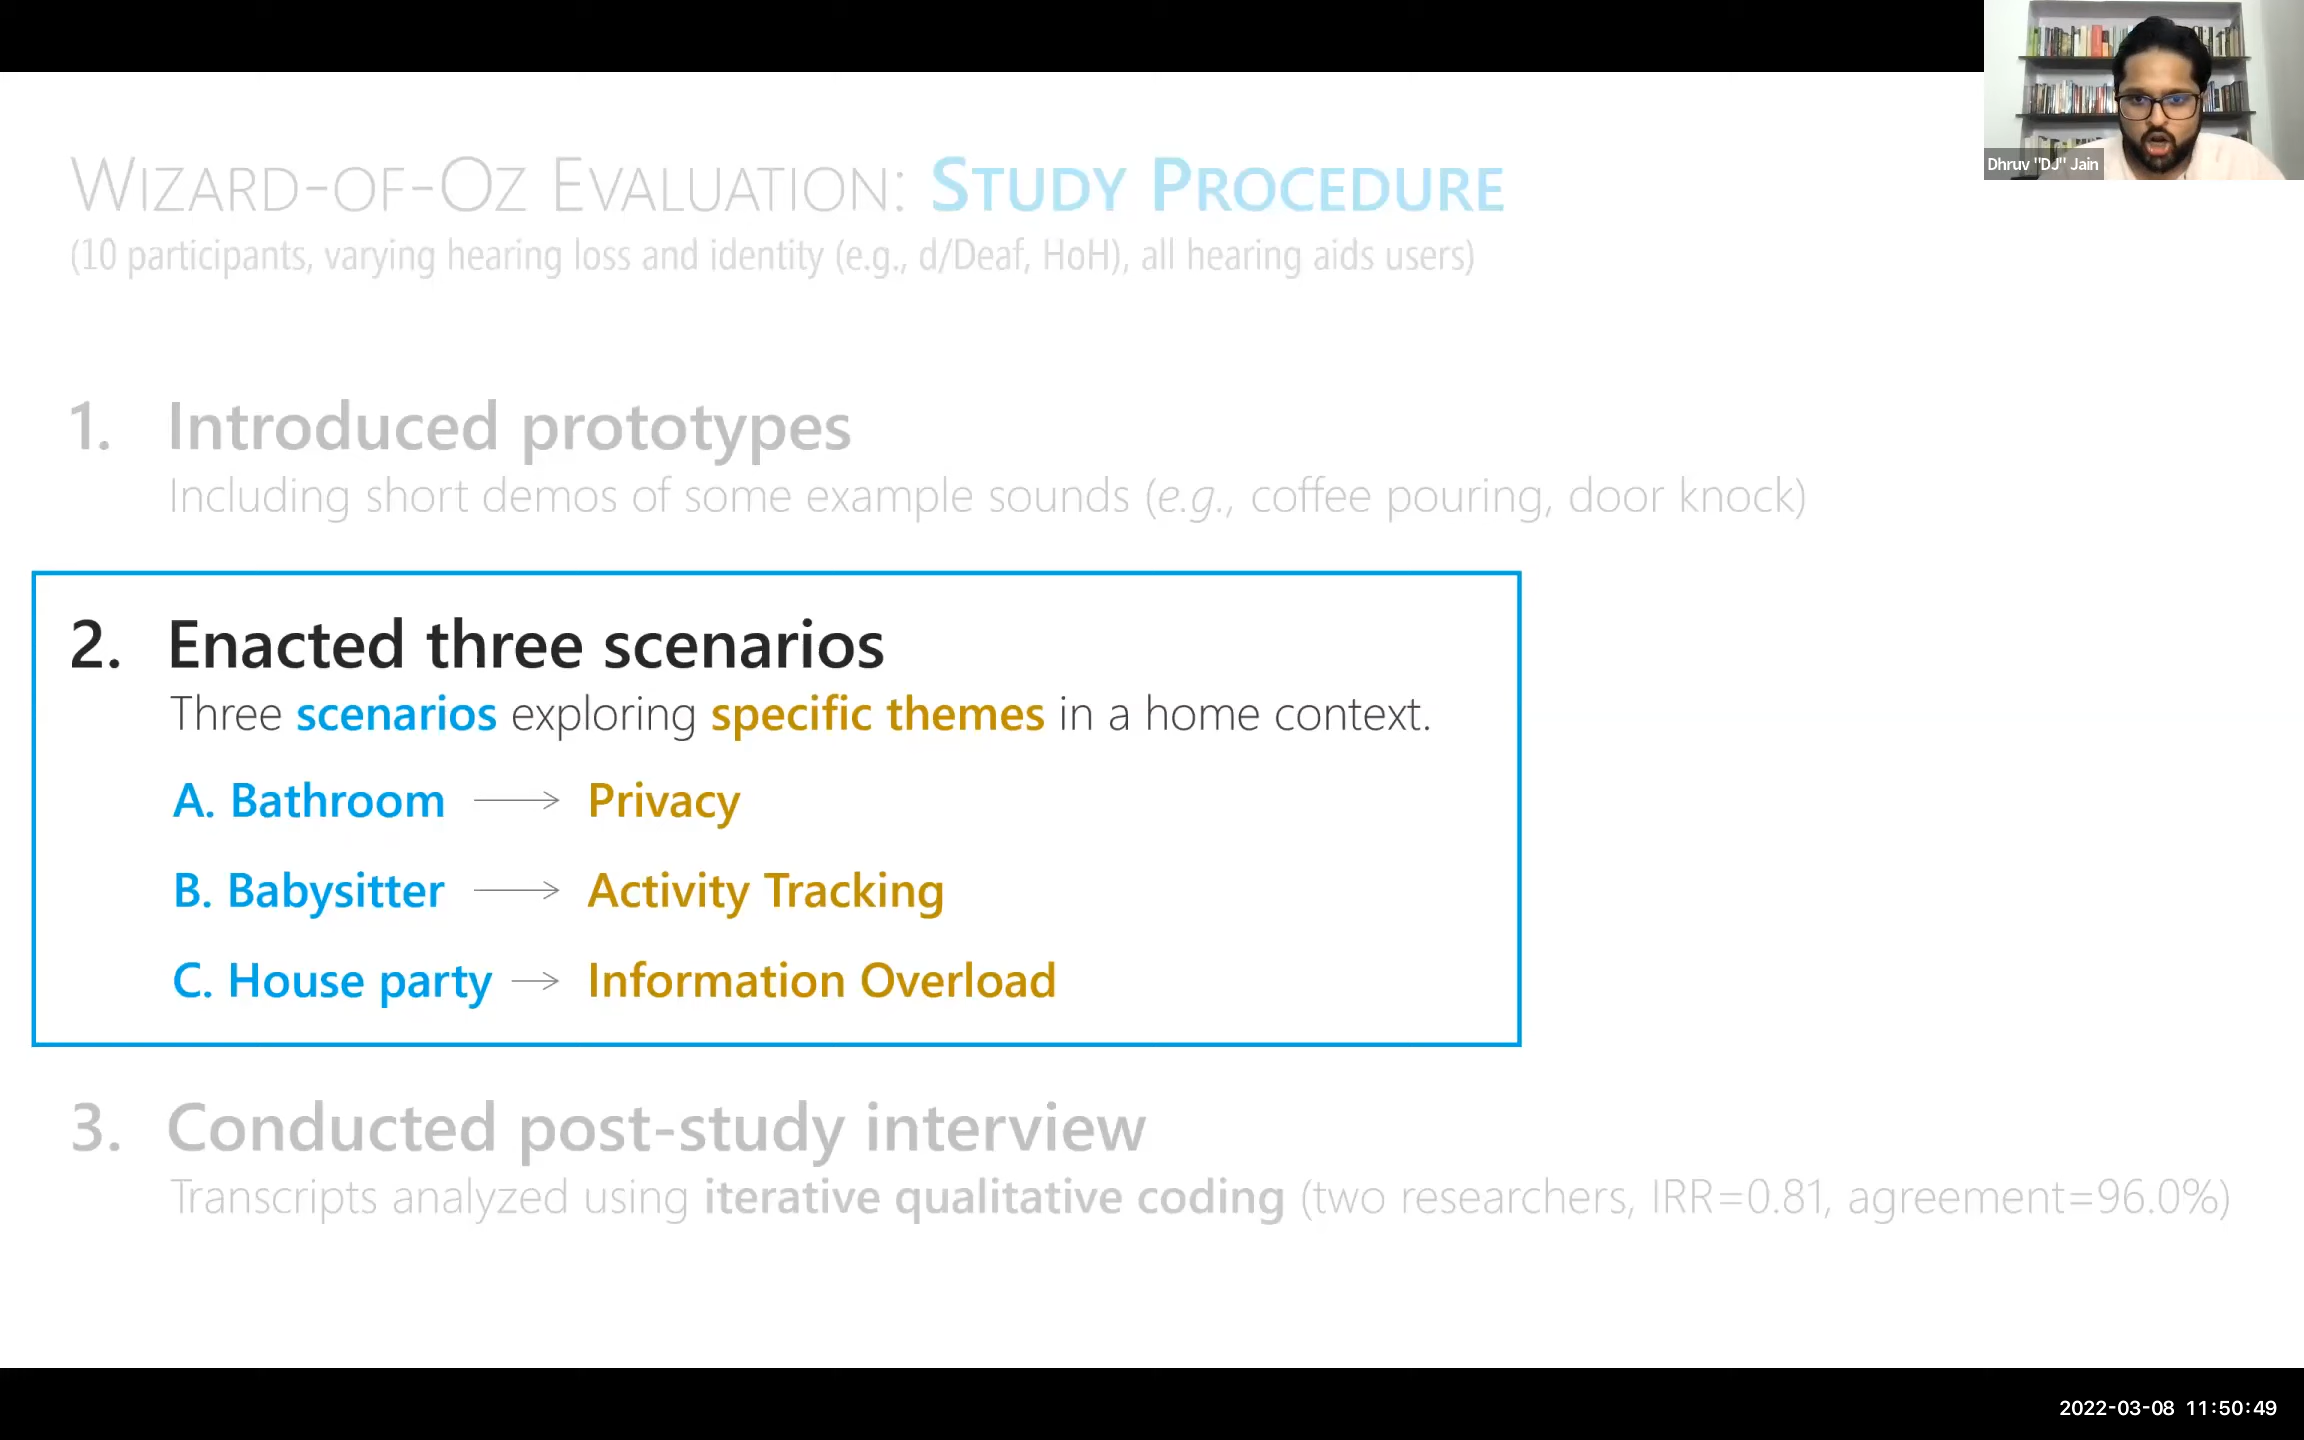 WIZARD-OF-OZ EVALUATION: STUDY PROCEDURE
(10 participants, varying hearing loss and identity (e.g., d/Deaf, HoH), all hearing aids users)
1. Introduced prototypes
Including short demos of some example sounds (e.g., coffee pouring, door knock)
2. Enacted three scenarios
Three scenarios exploring specific themes in a home context.
A. Bathroom ⟶ Privacy
B. Babysitter ⟶ Activity Tracking
C. House party → Information Overload
3. Conducted post-study interview
Transcripts analyzed using iterative qualitative coding (two researchers, IRR=0.81, agreement=96.0%)
Dhruv "DJ" Jain
2022-03-08 11:50:49